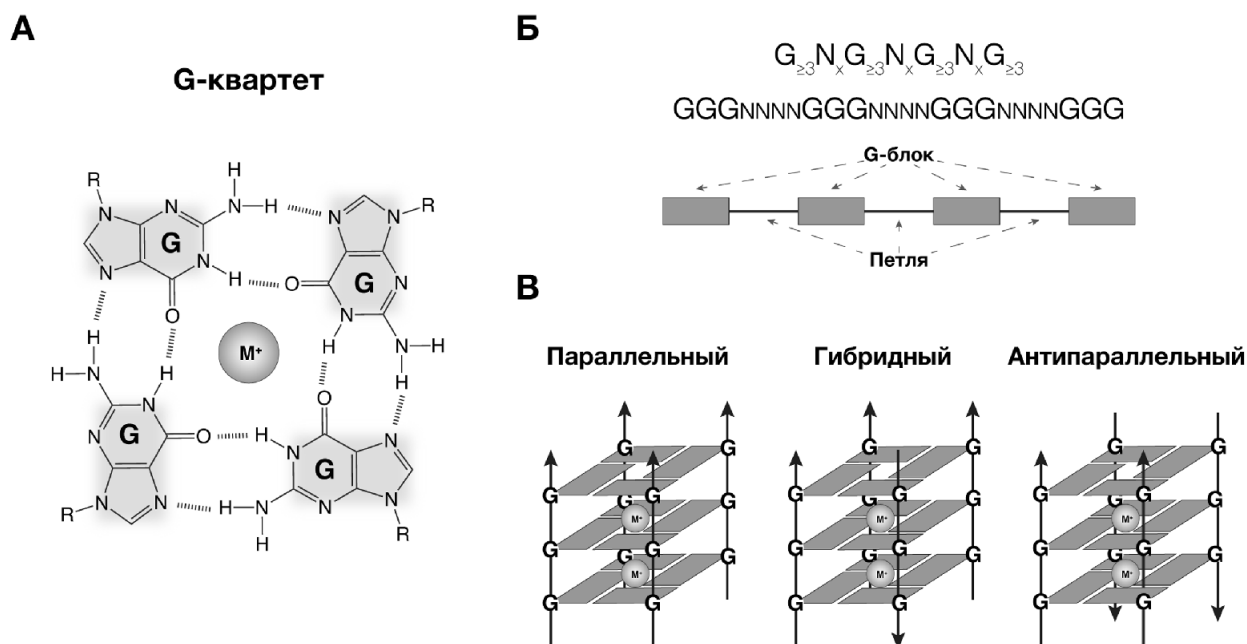 А
G-квартет
R
H
N
N
N
H
N
R
G
N
N
H
O
G
N
O
N
N
H
H
H
N
H
M⁺
H
H
N
N
O
H
N
G
O
H
N
N
N
G
R
N
N
H
N
N
N
H
R
Б
G≥3NxG≥3NxG≥3NxG≥3
GGGNNNNGGGNNNNGGGNNNNGGG
G-блок
Петля
В
Параллельный
Гибридный
Антипараллельный
G G G G
G G G G
G G G G
M⁺
M⁺
G G G G
G G G G
G G G G
M⁺
M⁺
G G G G
G G G G
G G G G
M⁺
M⁺